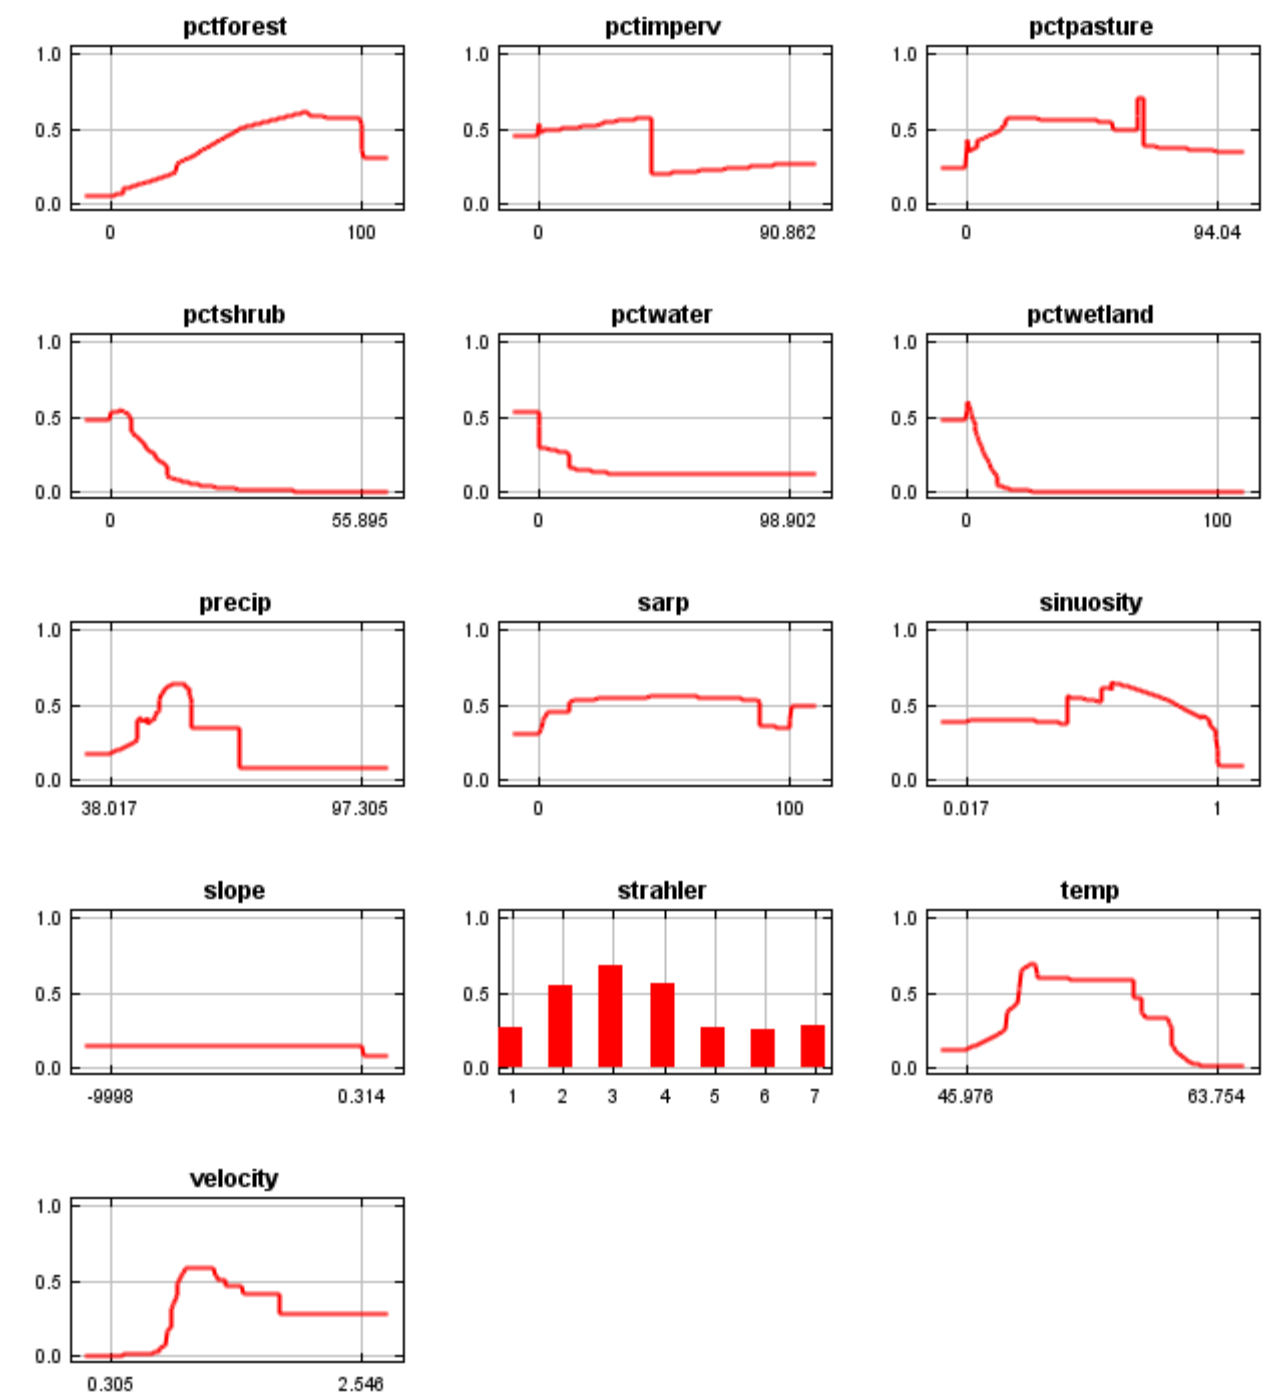 pctforest pctimperv pctpasture
1.0 1.0 1.0
0.5 0.5 0.5
0.0 0.0 0.0
0 100 0 90.862 0 94.04
pctshrub pctwater pctwetland
1.0 1.0 1.0
0.5 0.5 0.5
0.0 0.0 0.0
0 55.895 0 98.902 0 100
precip sarp sinuosity
1.0 1.0 1.0
0.5 0.5 0.5
0.0 0.0 0.0
38.017 97.305 0 100 0.017 1
slope strahler temp
1.0 1.0 1.0
0.5 0.5 0.5
0.0 0.0 0.0
-9998 0.314 1 2 3 4 5 6 7 45.976 63.754
velocity
1.0
0.5
0.0
0.305 2.546